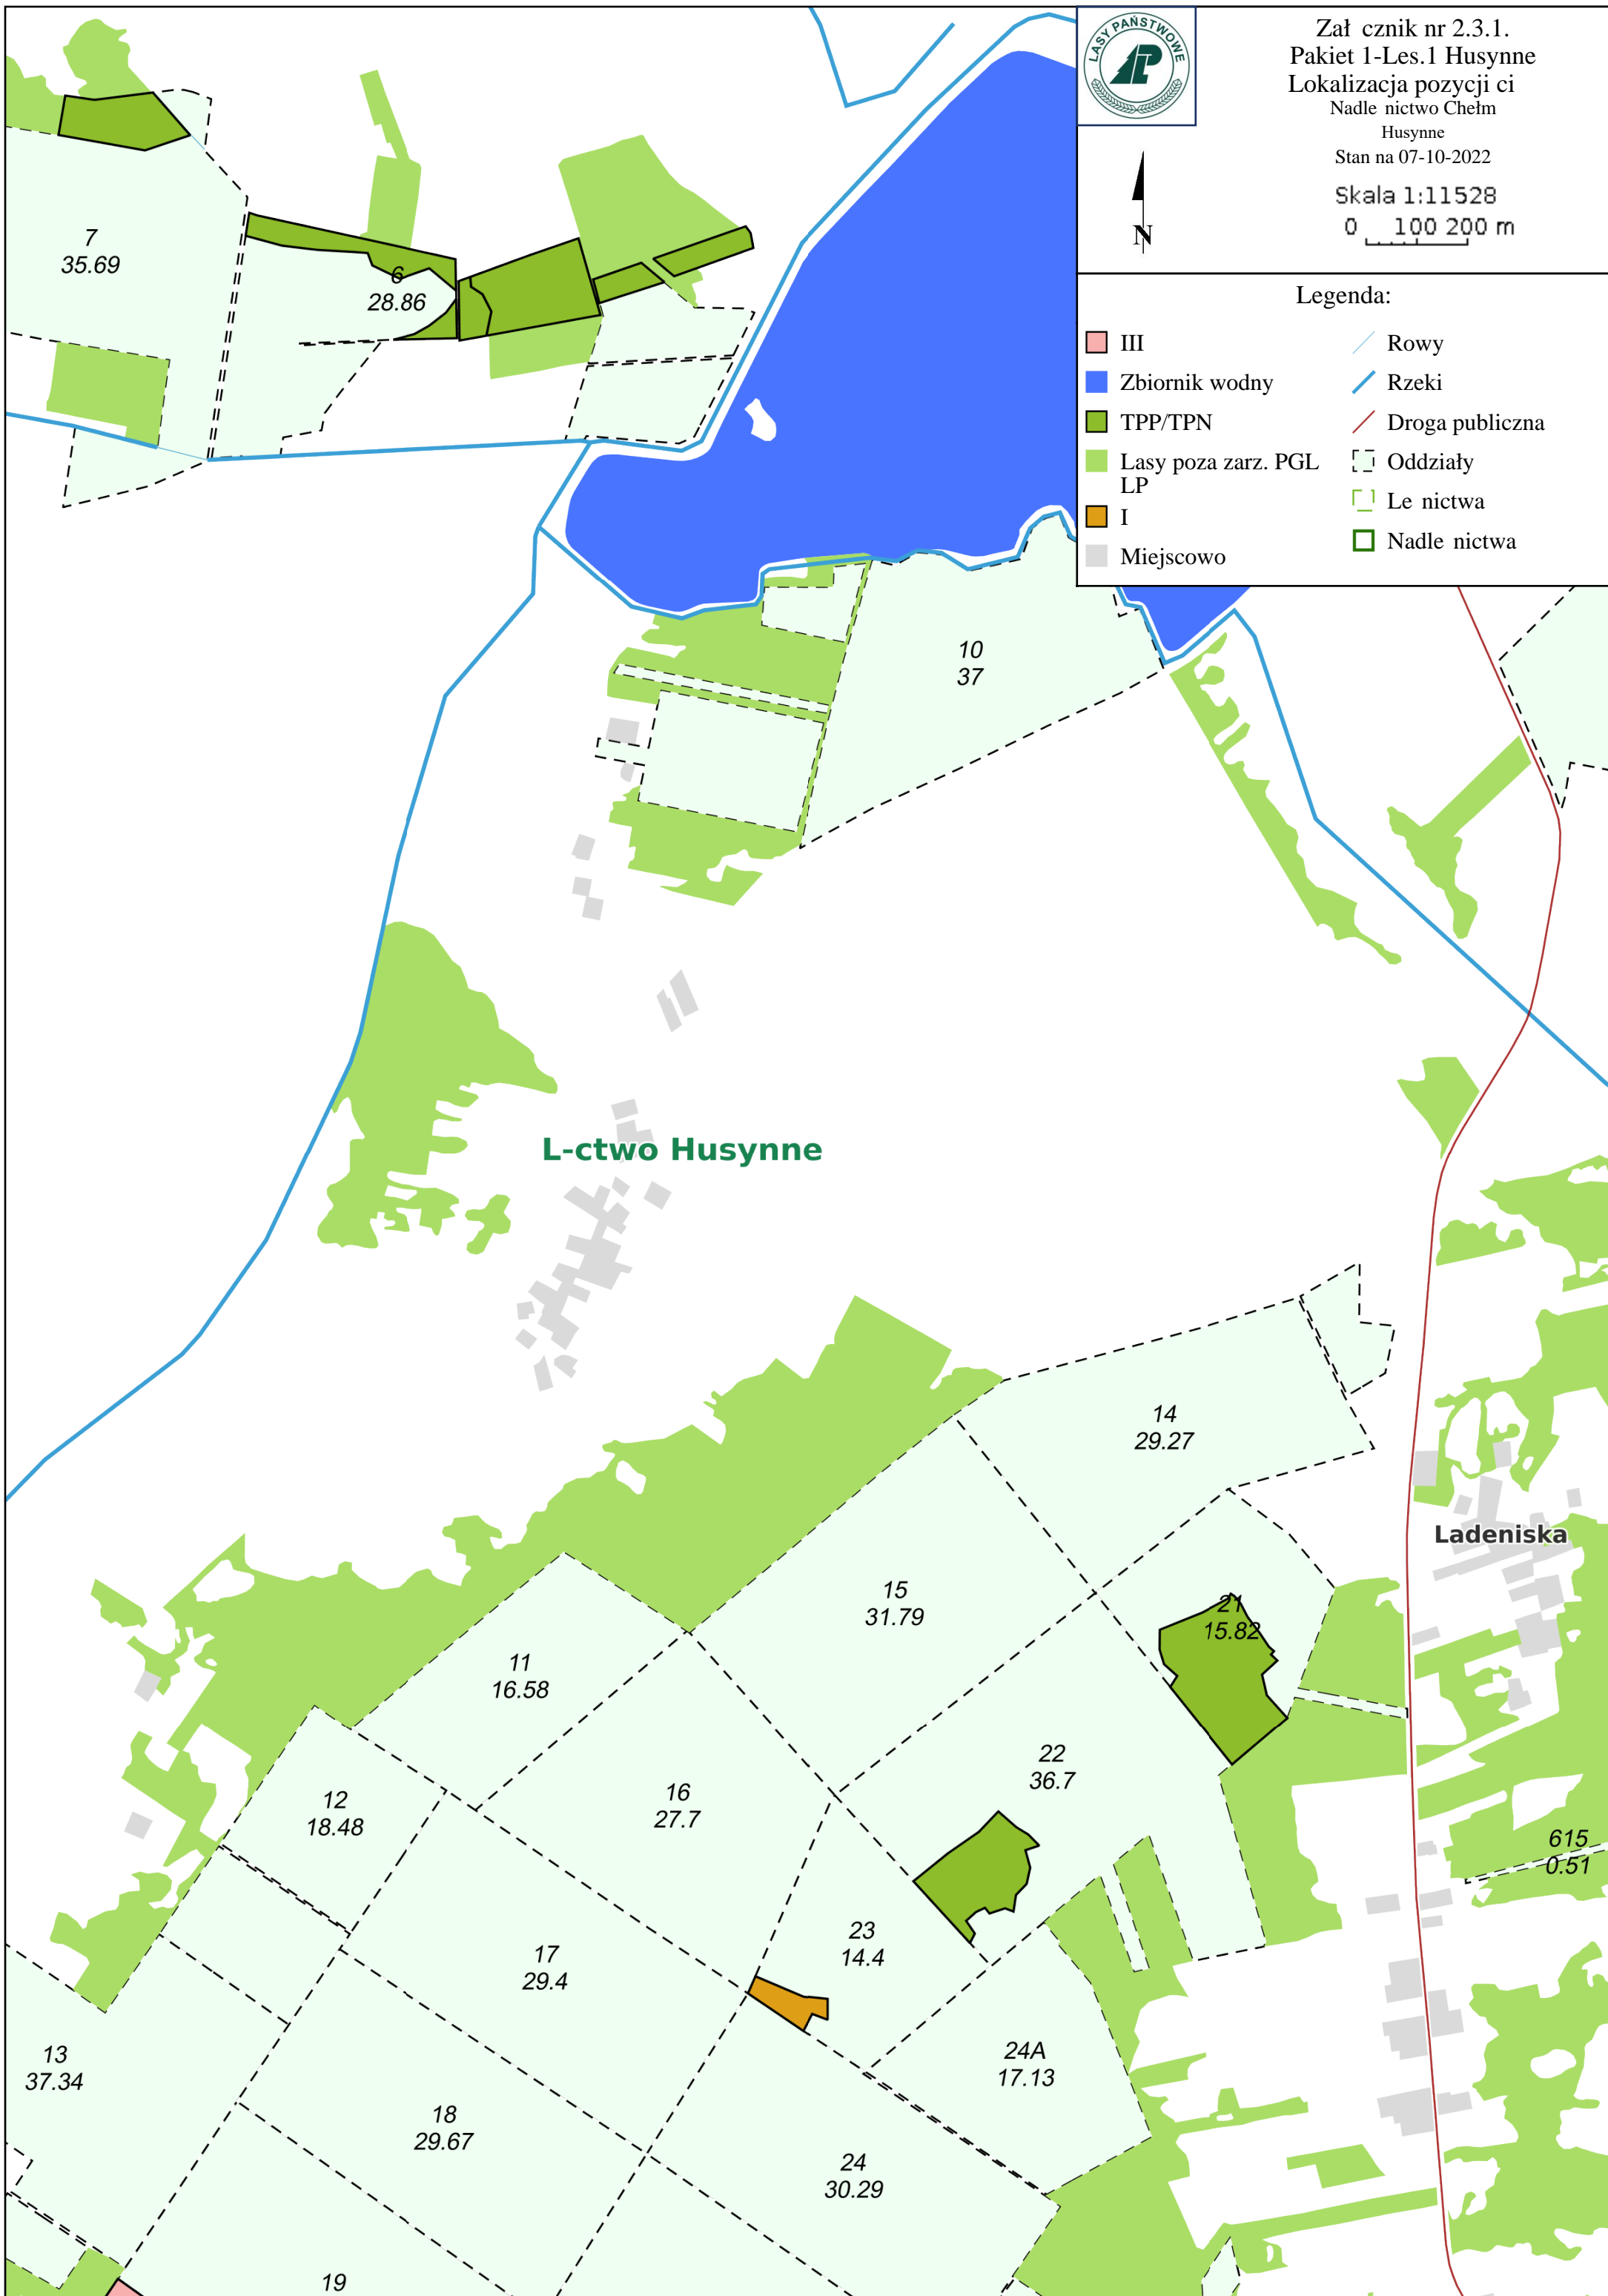 LASY PAŃSTWOWE
LP
Zał cznik nr 2.3.1.
Pakiet 1-Les.1 Husynne
Lokalizacja pozycji ci
Nadle nictwo Chełm
Husynne
Stan na 07-10-2022
Skala 1:11528
0 100 200 m
N
Legenda:
III
Zbiornik wodny
TPP/TPN
Lasy poza zarz. PGL
LP
I
Miejscowo
Rowy
Rzeki
Droga publiczna
Oddziały
Le nictwa
Nadle nictwa
7
35.69
6
28.86
10
37
L-ctwo Husynne
14
29.27
Ladeniska
15
31.79
21
15.82
11
16.58
22
36.7
16
27.7
12
18.48
615
0.51
23
14.4
17
29.4
24A
17.13
13
37.34
18
29.67
24
30.29
19